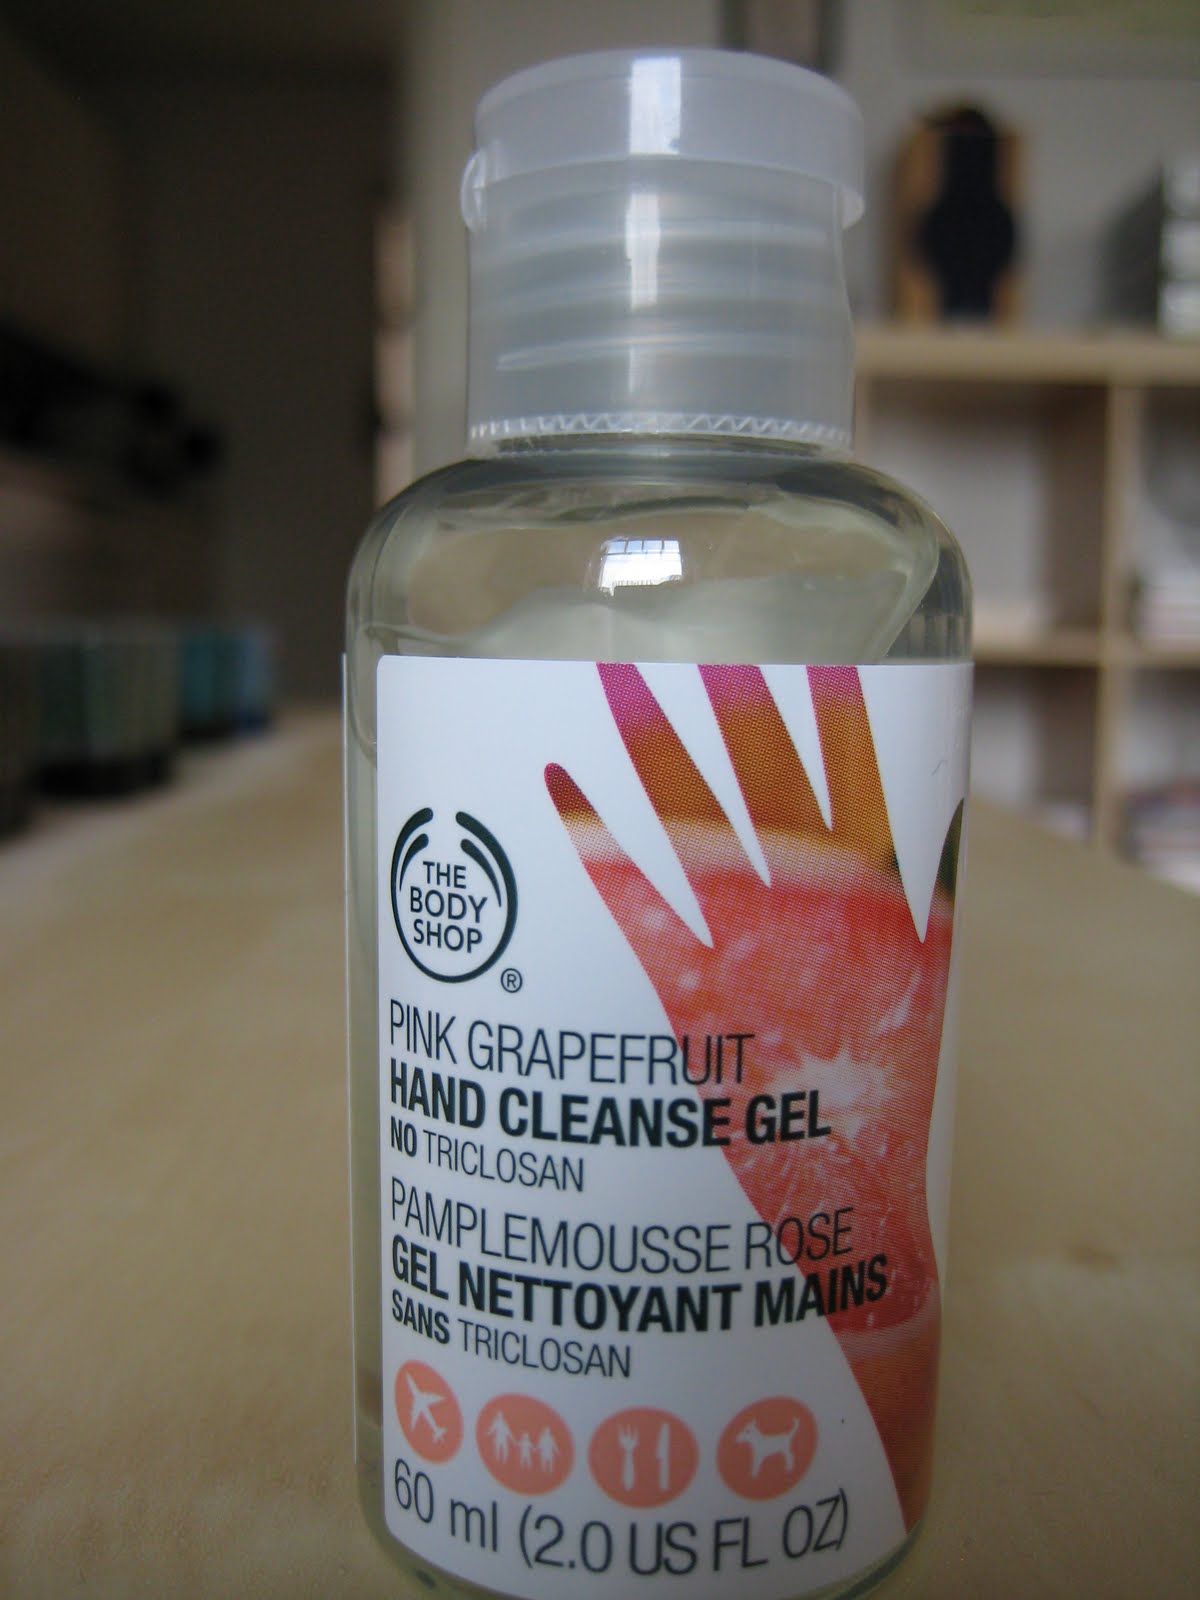 THE
BODY
SHOP
®
PINK GRAPEFRUIT
HAND CLEANSE GEL
NO TRICLOSAN
PAMPLEMOUSSE ROSE
GEL NETTOYANT MAINS
SANS TRICLOSAN
60 ml (2.0 US FL OZ)